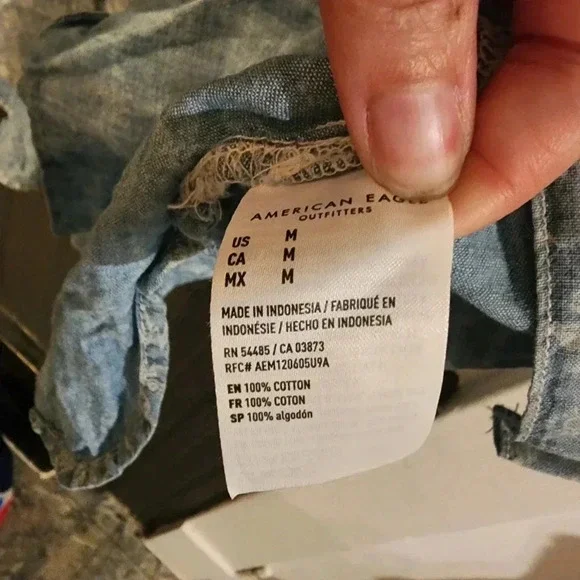 AMERICAN EAGLE
OUTFITTERS
US M
CA M
MX M
MADE IN INDONESIA / FABRIQUÉ EN
INDONÉSIE / HECHO EN INDONESIA
RN 54485 / CA 03873
RFC# AEM120605U9A
EN 100% COTTON
FR 100% COTON
SP 100% algodón